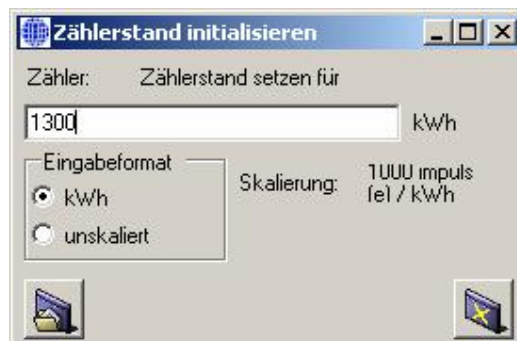 Zählerstand initialisieren
Zähler: Zählerstand setzen für
1300 kWh
Eingabeformat
kWh
unskaliert
Skalierung: 1000 impuls
(e) / kWh